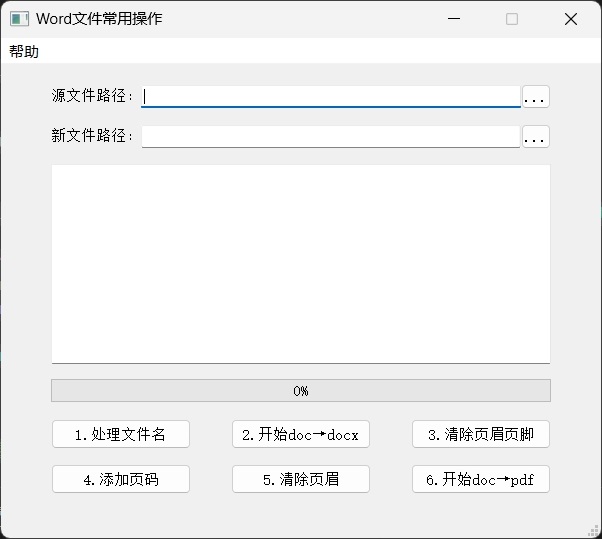 Word文件常用操作
帮助
源文件路径：
...
新文件路径：
...
0%
1.处理文件名 2.开始doc→docx 3.清除页眉页脚
4.添加页码 5.清除页眉 6.开始doc→pdf